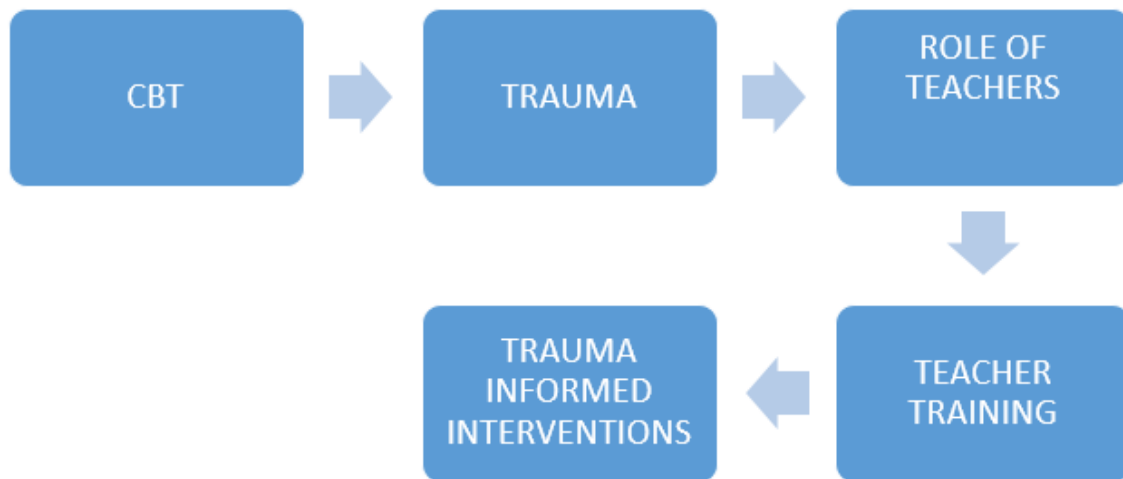 CBT
TRAUMA
ROLE OF
TEACHERS
TEACHER
TRAINING
TRAUMA
INFORMED
INTERVENTIONS